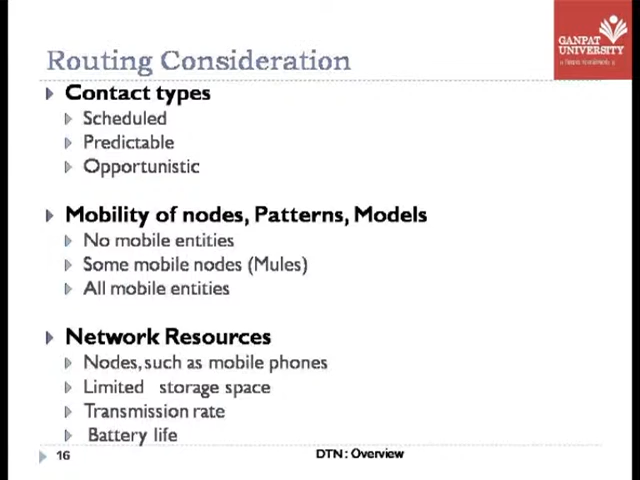 Routing Consideration
GANPAT
UNIVERSITY
Contact types
Scheduled
Predictable
Opportunistic
Mobility of nodes, Patterns, Models
No mobile entities
Some mobile nodes (Mules)
All mobile entities
Network Resources
Nodes, such as mobile phones
Limited storage space
Transmission rate
Battery life
16
DTN : Overview